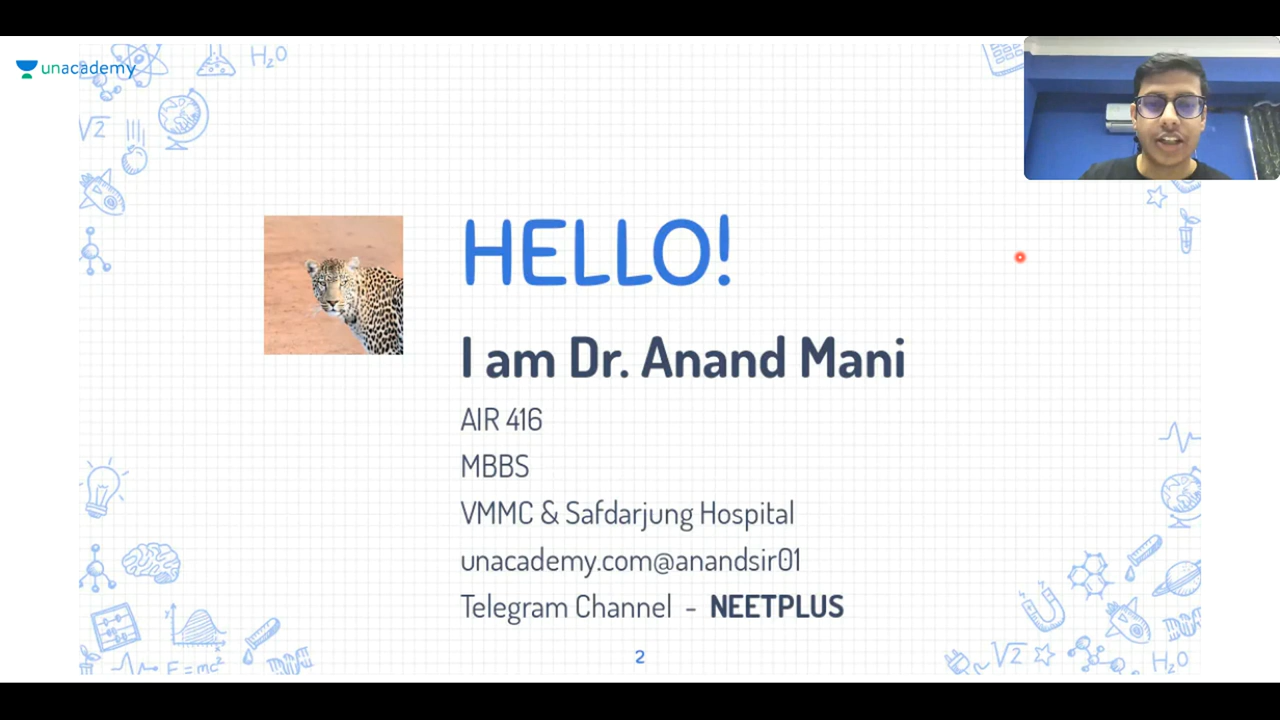 unacademy
H₂O
√2
HELLO!
I am Dr. Anand Mani
AIR 416
MBBS
VMMC & Safdarjung Hospital
unacademy.com@anandsir01
Telegram Channel - NEETPLUS
F=mc²
√2
H₂O
2